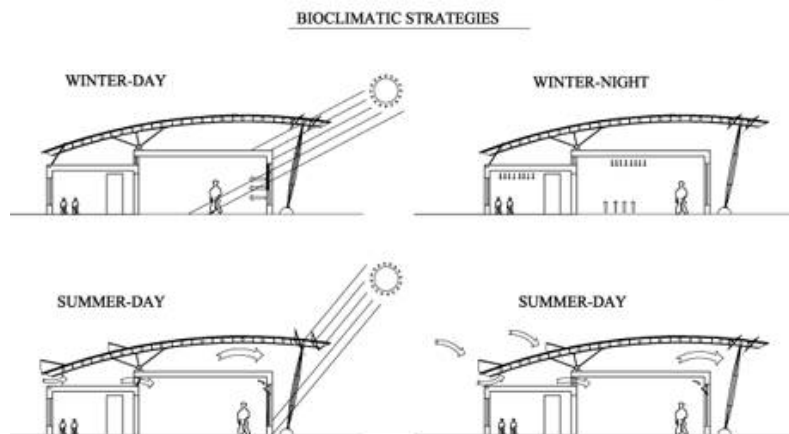 BIOCLIMATIC STRATEGIES
WINTER-DAY
WINTER-NIGHT
SUMMER-DAY
SUMMER-DAY